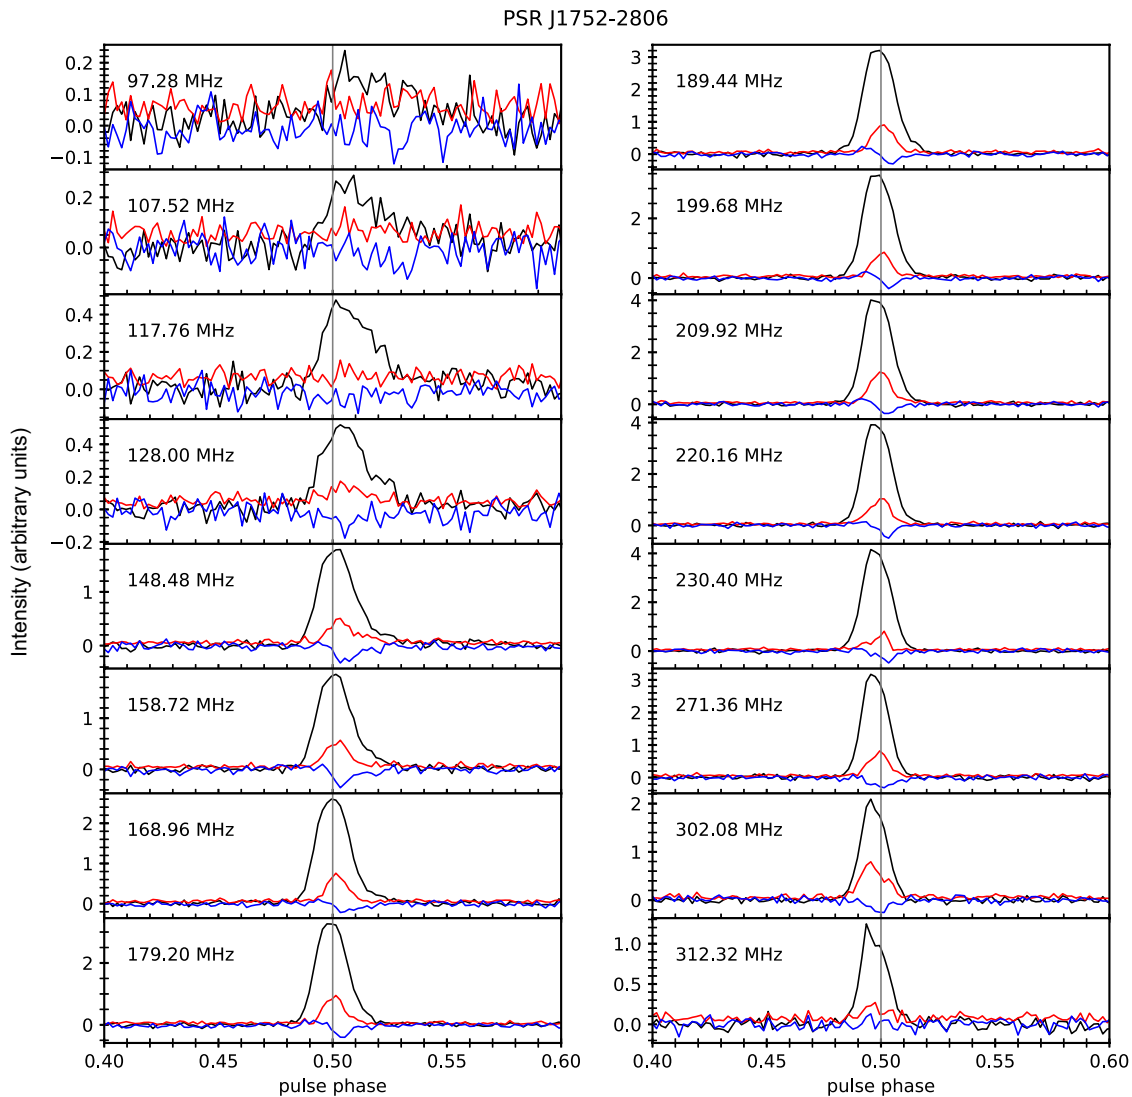 PSR J1752-2806
Intensity (arbitrary units)
97.28 MHz
0.2
0.1
0.0
−0.1
107.52 MHz
0.2
0.0
117.76 MHz
0.4
0.2
0.0
128.00 MHz
0.4
0.2
0.0
−0.2
148.48 MHz
1
0
158.72 MHz
1
0
168.96 MHz
2
1
0
179.20 MHz
2
0
0.40 0.45 0.50 0.55 0.60
pulse phase
189.44 MHz
3
2
1
0
199.68 MHz
2
0
209.92 MHz
4
2
0
220.16 MHz
4
2
0
230.40 MHz
4
2
0
271.36 MHz
3
2
1
0
302.08 MHz
2
1
0
312.32 MHz
1.0
0.5
0.0
0.40 0.45 0.50 0.55 0.60
pulse phase